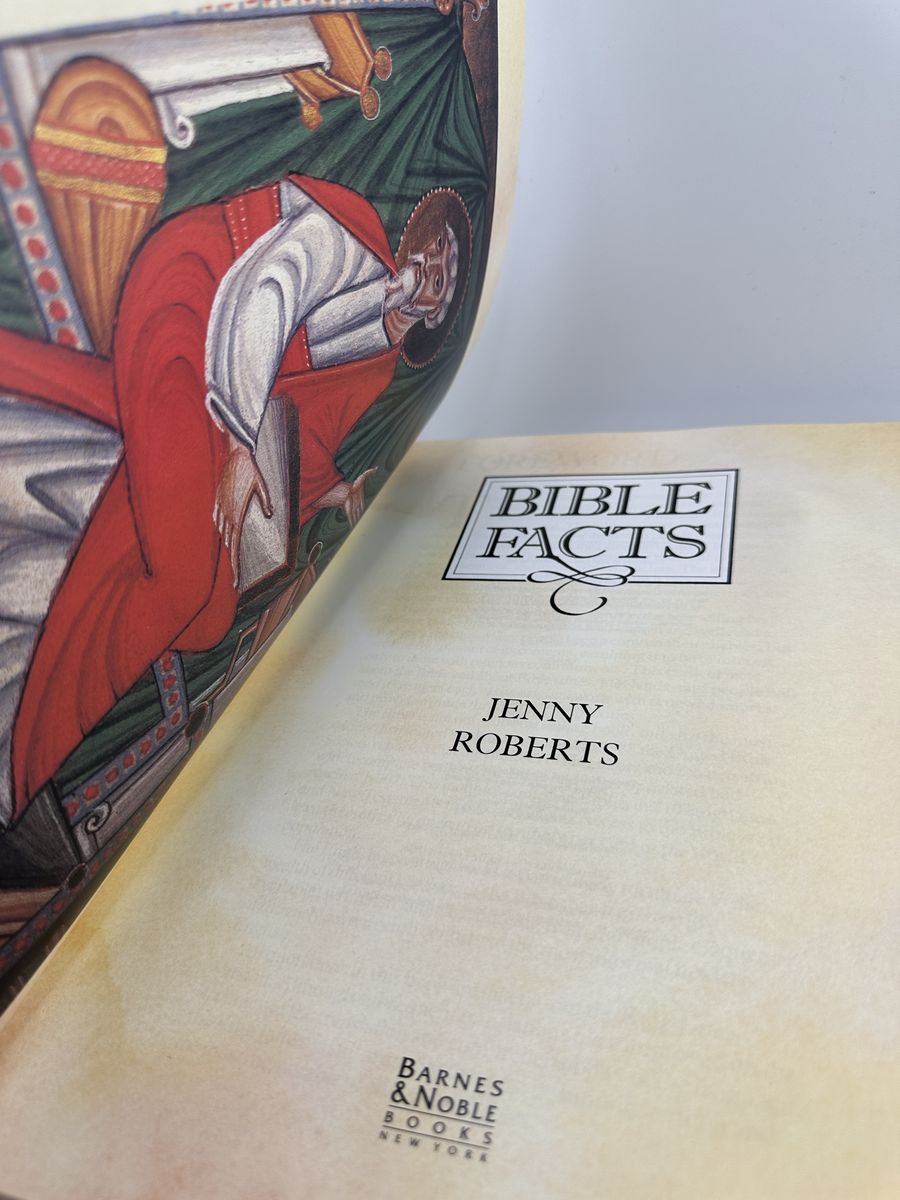 BIBLE
FACTS
JENNY
ROBERTS
BARNES
&NOBLE
BOOKS
NEW YORK